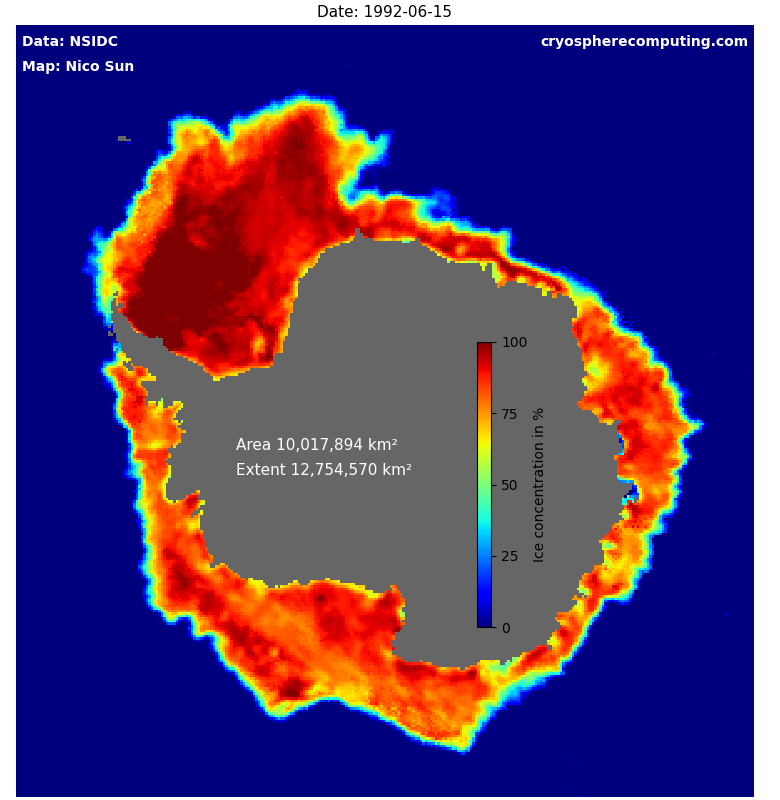 Date: 1992-06-15
Data: NSIDC
cryospherecomputing.com
Map: Nico Sun
100
75
50
25
0
Ice concentration in %
Area 10,017,894 km²
Extent 12,754,570 km²